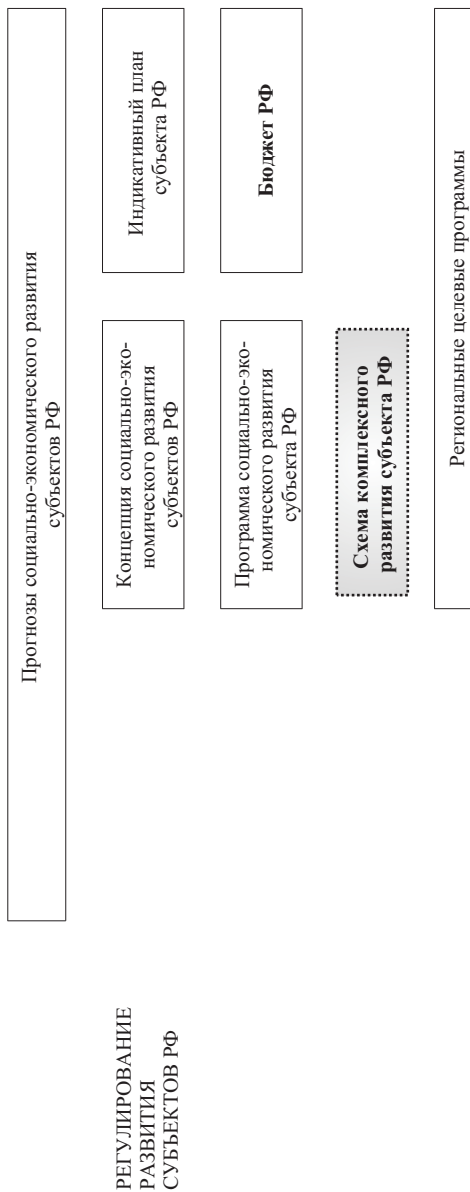 Прогнозы социально-экономического развития
субъектов РФ
РЕГУЛИРОВАНИЕ
РАЗВИТИЯ
СУБЪЕКТОВ РФ
Концепция социально-эко-
номического развития
субъектов РФ
Индикативный план
субъекта РФ
Программа социально-эко-
номического развития
субъекта РФ
Бюджет РФ
Схема комплексного
развития субъекта РФ
Региональные целевые программы